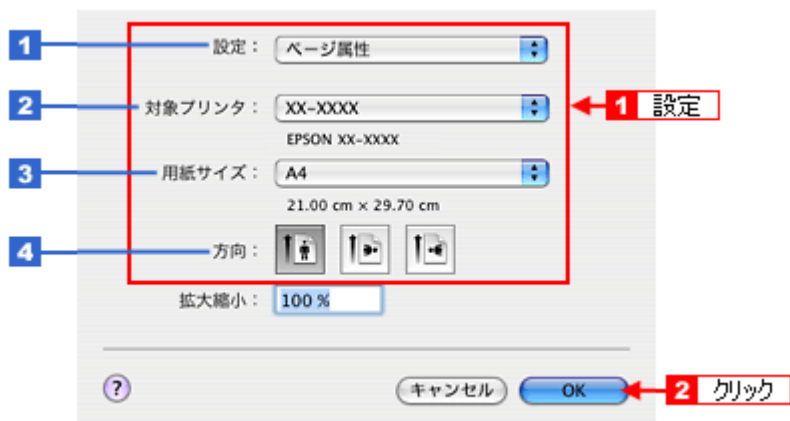 1 設定： ページ属性
2 対象プリンタ： XX-XXXX 1 設定
EPSON XX-XXXX
3 用紙サイズ： A4
21.00 cm × 29.70 cm
4 方向：
拡大縮小： 100 %
? キャンセル OK 2 クリック